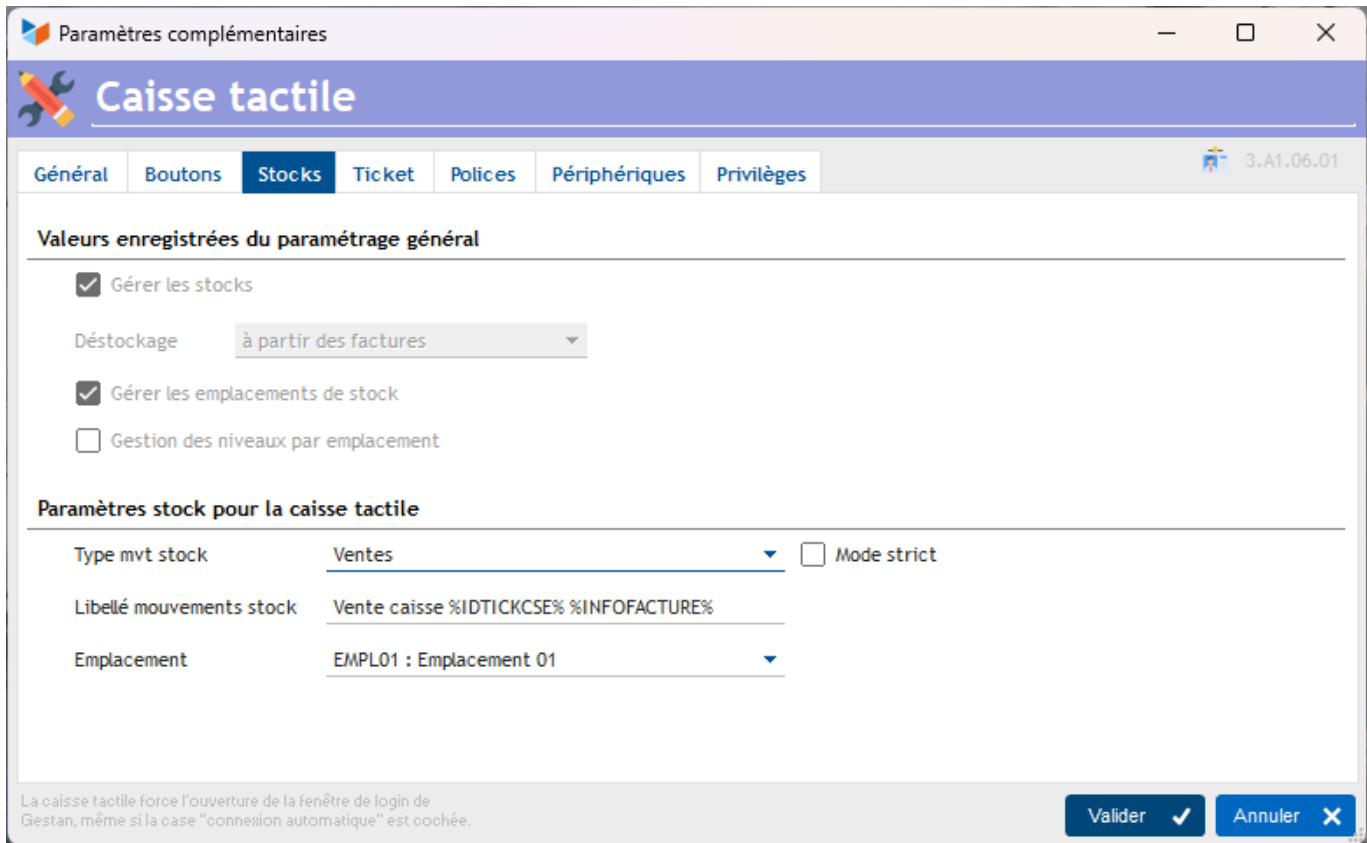 Paramètres complémentaires
Caisse tactile
Général Boutons Stocks Ticket Polices Périphériques Privilèges 3.A1.06.01
Valeurs enregistrées du paramétrage général
Gérer les stocks
Déstockage à partir des factures
Gérer les emplacements de stock
Gestion des niveaux par emplacement
Paramètres stock pour la caisse tactile
Type mvt stock Ventes Mode strict
Libellé mouvements stock Vente caisse %IDTICKCSE% %INFOFACTURE%
Emplacement EMPL01 : Emplacement 01
La caisse tactile force l'ouverture de la fenêtre de login de
Gestan, même si la case "connexion automatique" est cochée.
Valider Annuler